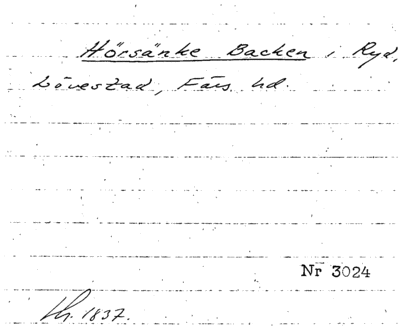 Hörsänke Backen i Ryd,
Lövestad, Färs hd.
Nr 3024
Lh. 1837.